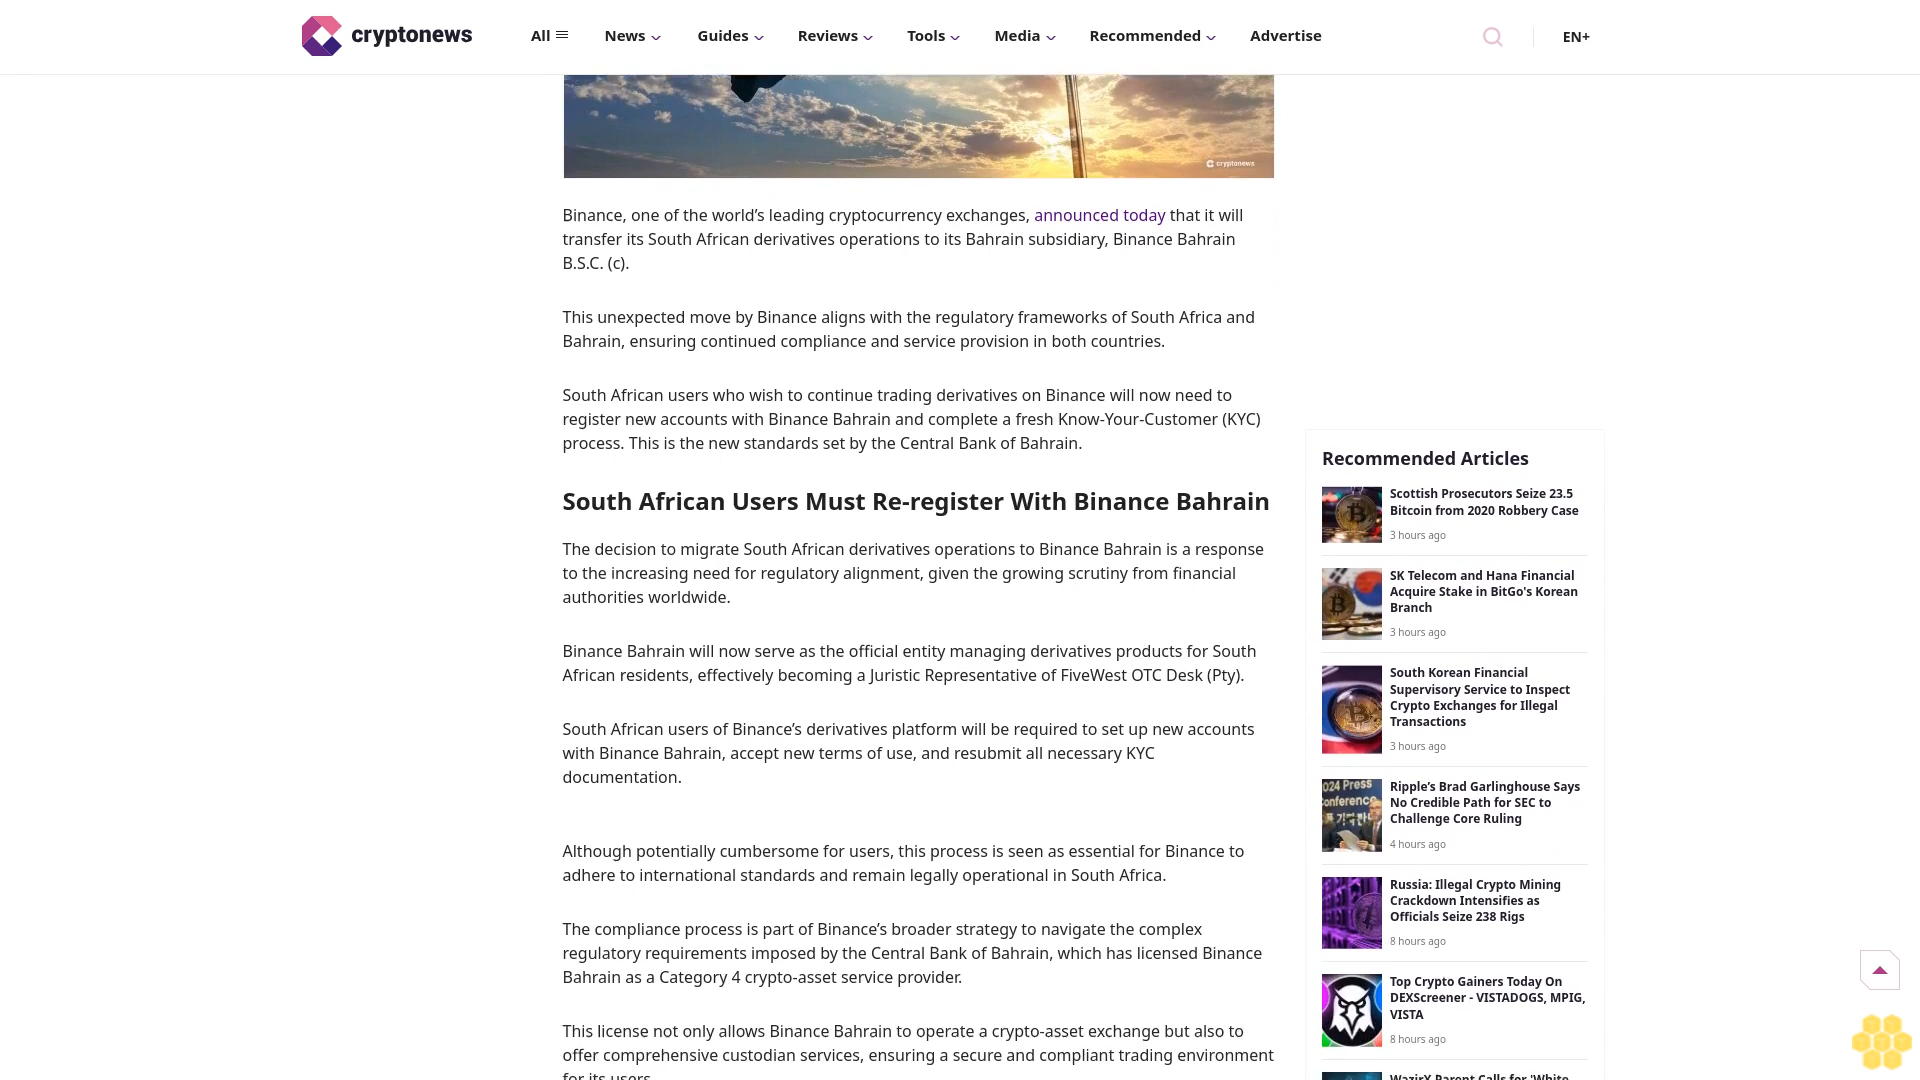 cryptonews
All
News
Guides
Reviews
Tools
Media
Recommended
Advertise
EN+
cryptonews
Binance, one of the world’s leading cryptocurrency exchanges, announced today that it will
transfer its South African derivatives operations to its Bahrain subsidiary, Binance Bahrain
B.S.C. (c).
This unexpected move by Binance aligns with the regulatory frameworks of South Africa and
Bahrain, ensuring continued compliance and service provision in both countries.
South African users who wish to continue trading derivatives on Binance will now need to
register new accounts with Binance Bahrain and complete a fresh Know-Your-Customer (KYC)
process. This is the new standards set by the Central Bank of Bahrain.
South African Users Must Re-register With Binance Bahrain
The decision to migrate South African derivatives operations to Binance Bahrain is a response
to the increasing need for regulatory alignment, given the growing scrutiny from financial
authorities worldwide.
Binance Bahrain will now serve as the official entity managing derivatives products for South
African residents, effectively becoming a Juristic Representative of FiveWest OTC Desk (Pty).
South African users of Binance’s derivatives platform will be required to set up new accounts
with Binance Bahrain, accept new terms of use, and resubmit all necessary KYC
documentation.
Although potentially cumbersome for users, this process is seen as essential for Binance to
adhere to international standards and remain legally operational in South Africa.
The compliance process is part of Binance’s broader strategy to navigate the complex
regulatory requirements imposed by the Central Bank of Bahrain, which has licensed Binance
Bahrain as a Category 4 crypto-asset service provider.
This license not only allows Binance Bahrain to operate a crypto-asset exchange but also to
offer comprehensive custodian services, ensuring a secure and compliant trading environment
for its users.
Recommended Articles
Scottish Prosecutors Seize 23.5
Bitcoin from 2020 Robbery Case
3 hours ago
SK Telecom and Hana Financial
Acquire Stake in BitGo's Korean
Branch
3 hours ago
South Korean Financial
Supervisory Service to Inspect
Crypto Exchanges for Illegal
Transactions
3 hours ago
2024 Press
Conference
Ripple’s Brad Garlinghouse Says
No Credible Path for SEC to
Challenge Core Ruling
4 hours ago
Russia: Illegal Crypto Mining
Crackdown Intensifies as
Officials Seize 238 Rigs
8 hours ago
Top Crypto Gainers Today On
DEXScreener - VISTADOGS, MPIG,
VISTA
8 hours ago
WazirX Parent Calls for 'White